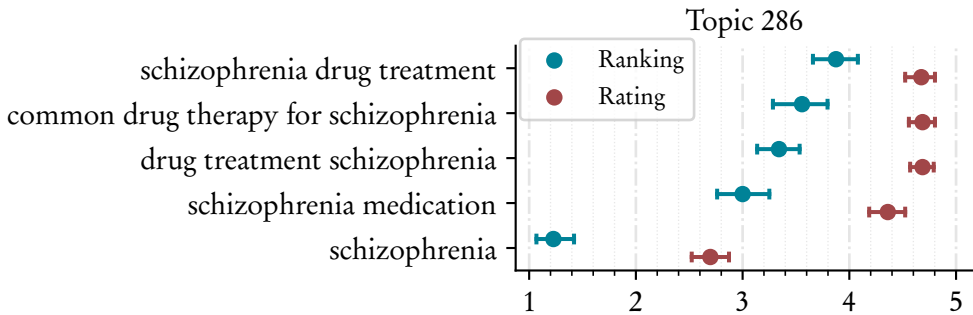 Topic 286
Ranking
Rating
schizophrenia drug treatment
common drug therapy for schizophrenia
drug treatment schizophrenia
schizophrenia medication
schizophrenia
1 2 3 4 5